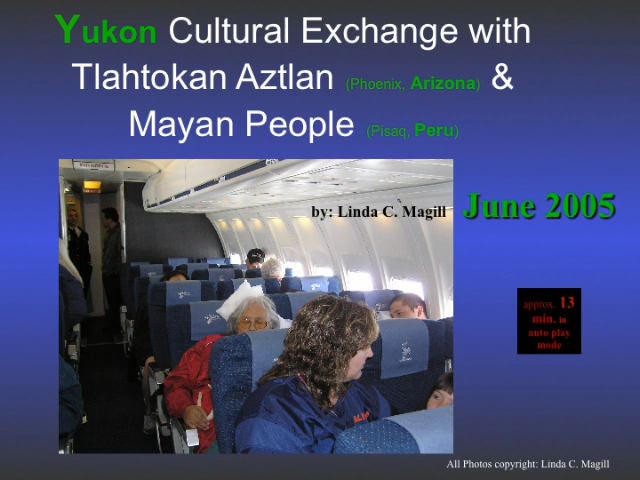 Yukon Cultural Exchange with
Tlahtokan Aztlan (Phoenix, Arizona) &
Mayan People (Pisaq, Peru)
by: Linda C. Magill
June 2005
approx. 13
min. in
auto play
mode
All Photos copyright: Linda C. Magill